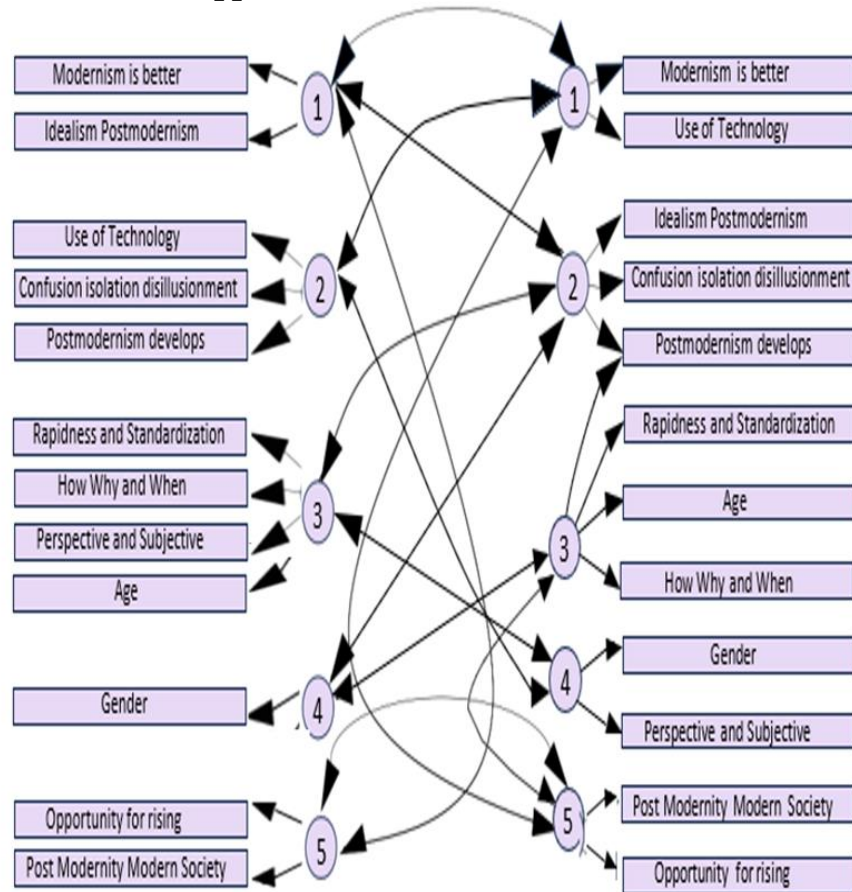 Modernism is better
Idealism Postmodernism
1
Use of Technology
Confusion isolation disillusionment
Postmodernism develops
2
Rapidness and Standardization
How Why and When
Perspective and Subjective
Age
3
Gender
4
Opportunity for rising
Post Modernity Modern Society
5
1
Modernism is better
Use of Technology
2
Idealism Postmodernism
Confusion isolation disillusionment
Postmodernism develops
3
Rapidness and Standardization
Age
How Why and When
4
Gender
Perspective and Subjective
5
Post Modernity Modern Society
Opportunity for rising